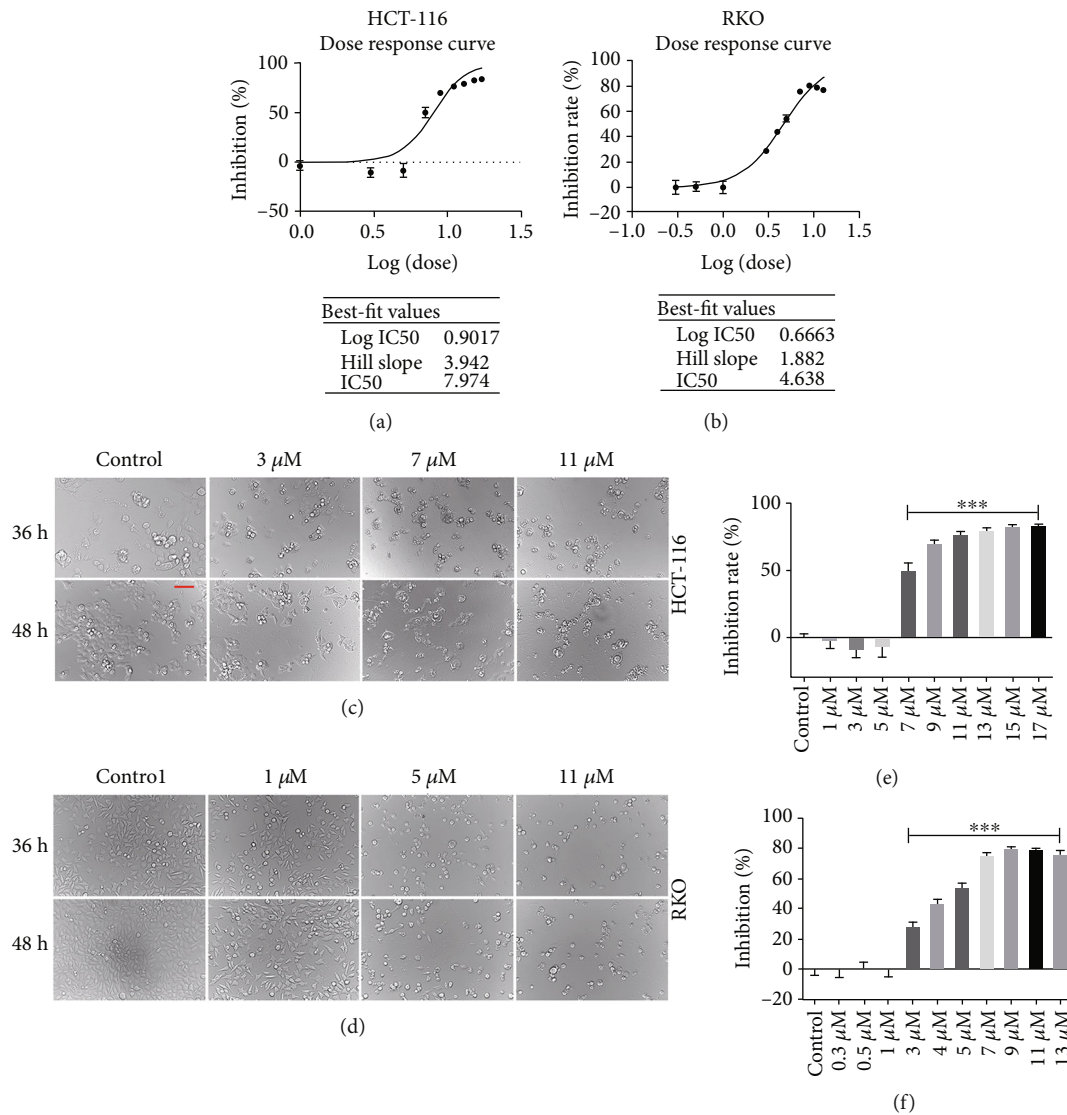 HCT-116
Dose response curve
Inhibition (%)
100
50
0
−50
0.0 0.5 1.0 1.5
Log (dose)
Best-fit values
Log IC50 0.9017
Hill slope 3.942
IC50 7.974
(a)
RKO
Dose response curve
Inhibition rate (%)
100
80
60
40
20
0
−20
−1.0 −0.5 0.0 0.5 1.0 1.5
Log (dose)
Best-fit values
Log IC50 0.6663
Hill slope 1.882
IC50 4.638
(b)
Control 3 μM 7 μM 11 μM
36 h
48 h
HCT-116
(c)
Contro1 1 μM 5 μM 11 μM
36 h
48 h
RKO
(d)
Inhibition rate (%)
100
50
0
***
Control 1 μM 3 μM 5 μM 7 μM 9 μM 11 μM 13 μM 15 μM 17 μM
(e)
Inhibition (%)
100
80
60
40
20
0
−20
***
Control 0.3 μM 0.5 μM 1 μM 3 μM 4 μM 5 μM 7 μM 9 μM 11 μM 13 μM
(f)